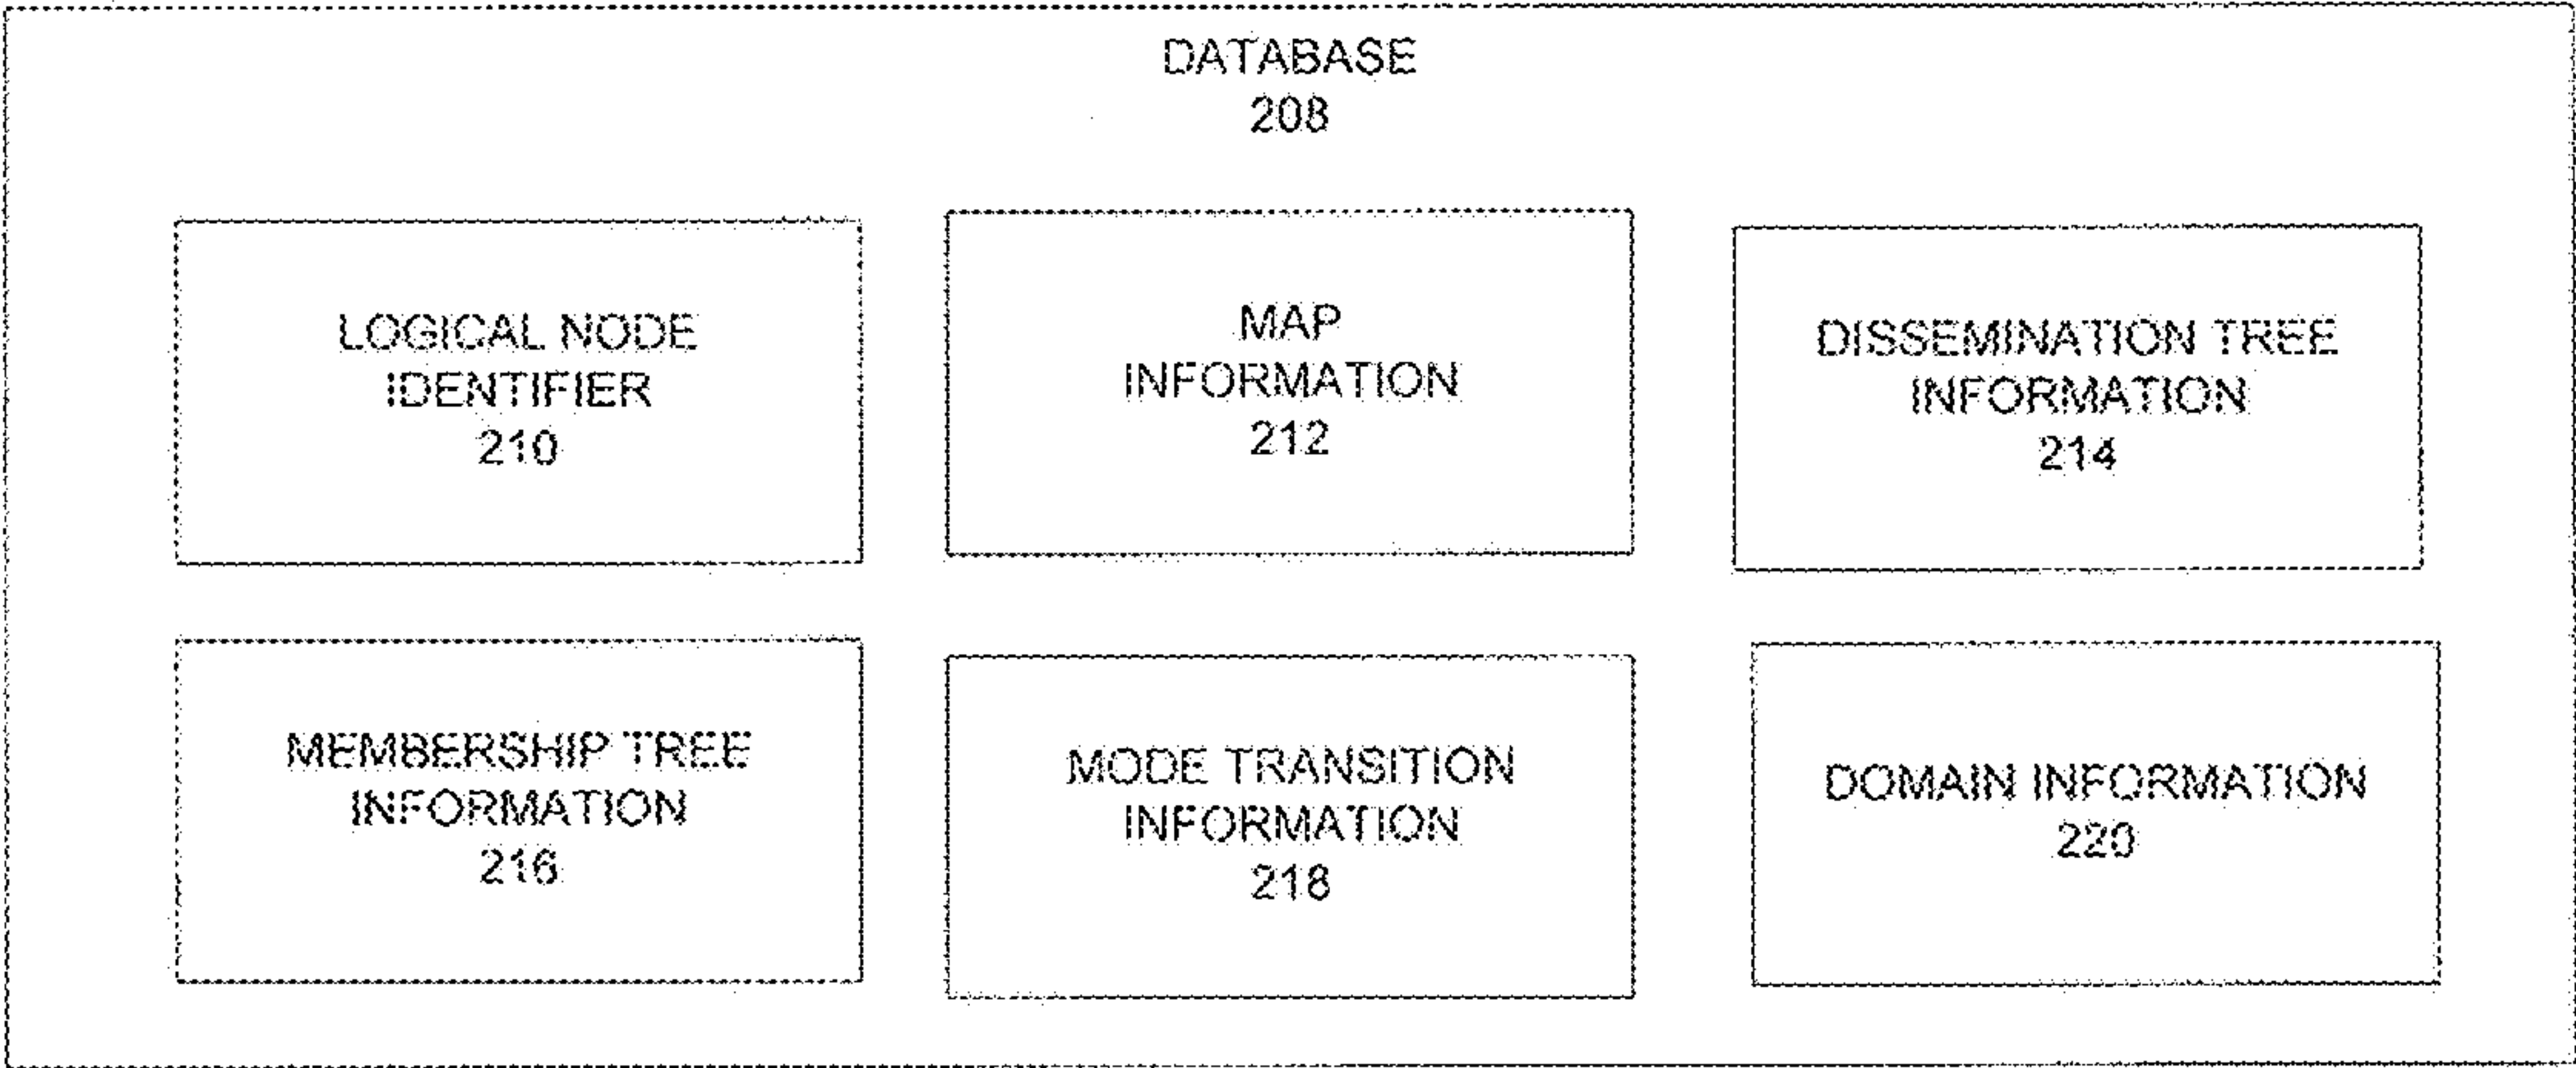 DATABASE
208
LOGICAL NODE
IDENTIFIER
210
MAP
INFORMATION
212
DISSEMINATION TREE
INFORMATION
214
MEMBERSHIP TREE
INFORMATION
216
MODE TRANSITION
INFORMATION
218
DOMAIN INFORMATION
220